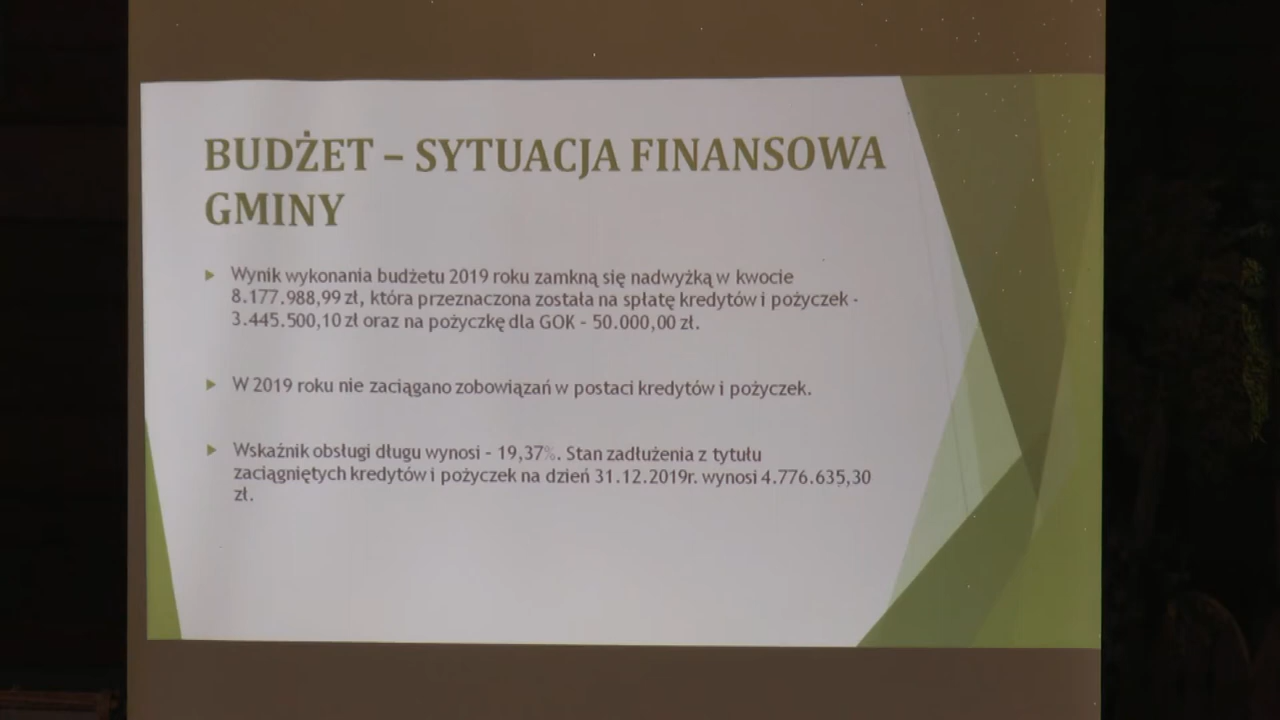 BUDŻET – SYTUACJA FINANSOWA
GMINY
Wynik wykonania budżetu 2019 roku zamkną się nadwyżką w kwocie
8.177.988,99 zł, która przeznaczona została na spłatę kredytów i pożyczek -
3.445.500,10 zł oraz na pożyczkę dla GOK - 50.000,00 zł.
W 2019 roku nie zaciągano zobowiązań w postaci kredytów i pożyczek.
Wskaźnik obsługi długu wynosi - 19,37%. Stan zadłużenia z tytułu
zaciągniętych kredytów i pożyczek na dzień 31.12.2019r. wynosi 4.776.635,30
zł.